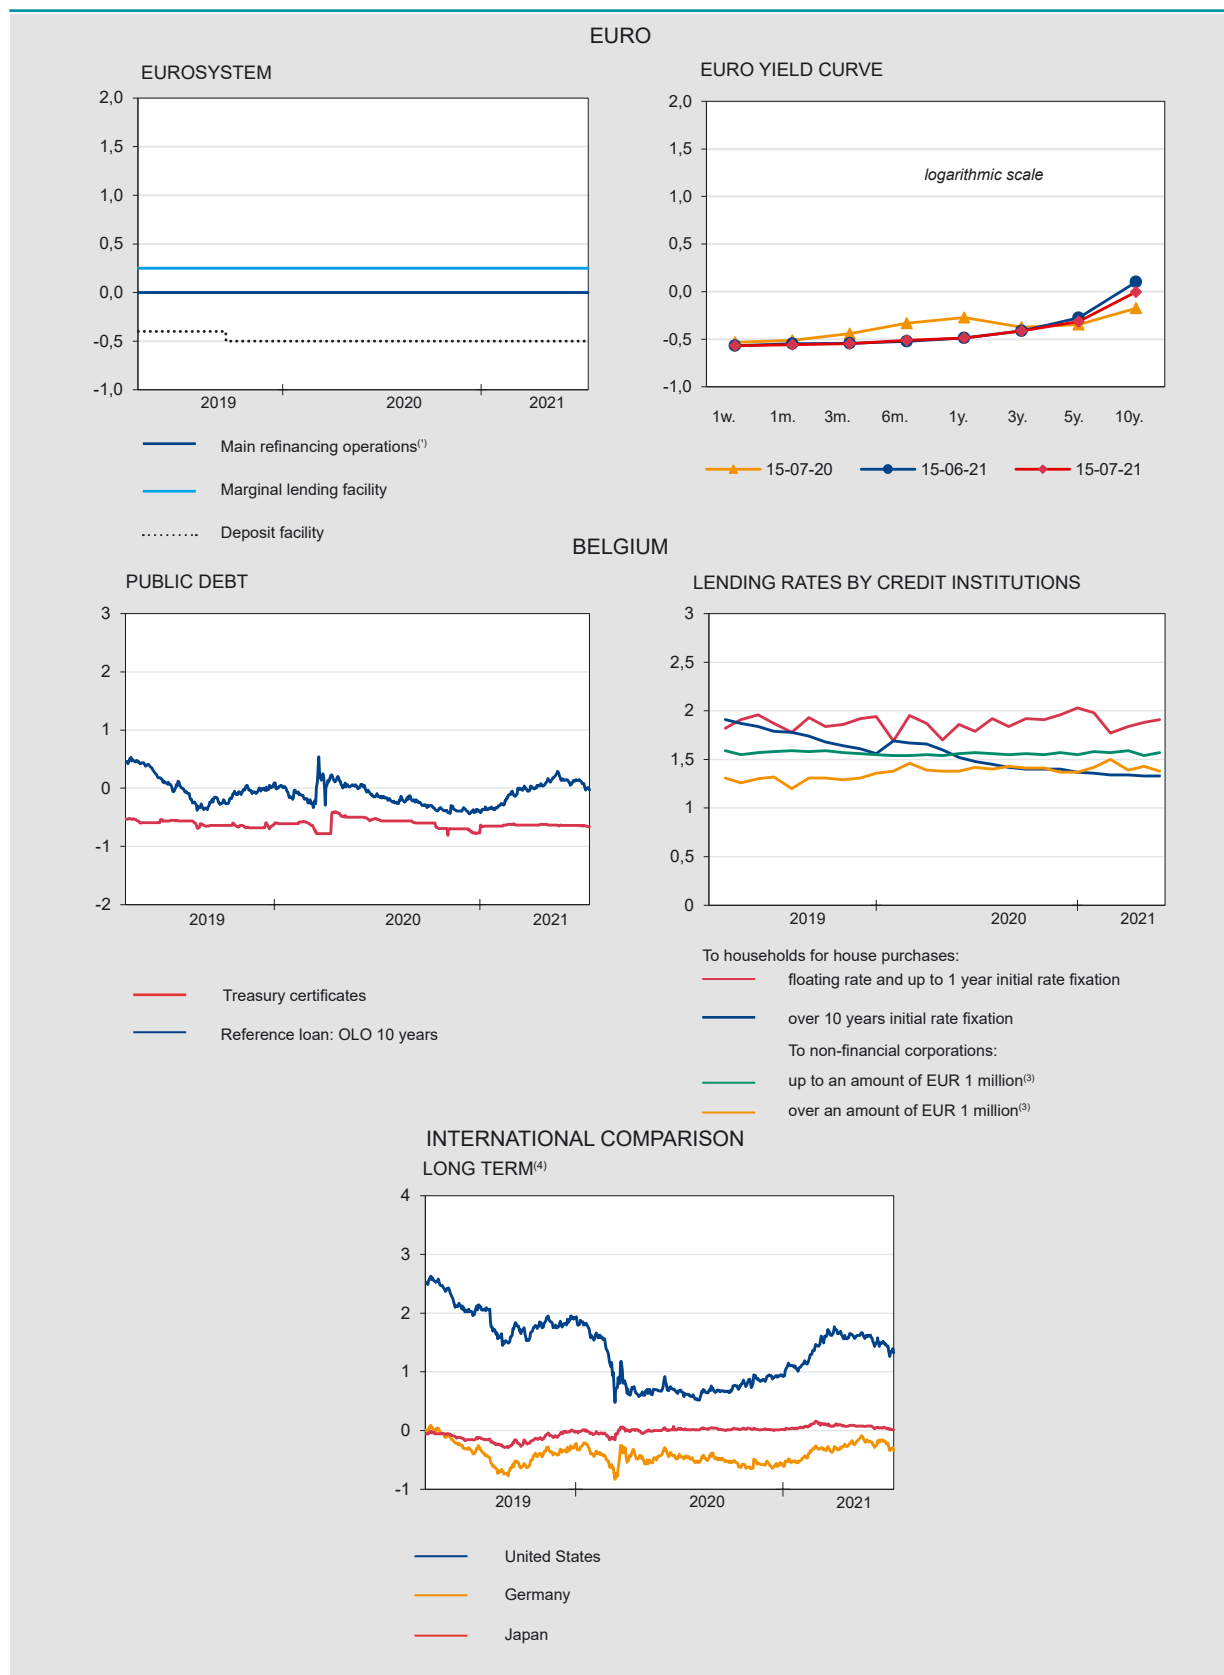 EURO
EUROSYSTEM
2,0
1,5
1,0
0,5
0,0
-0,5
-1,0
2019
2020
2021
Main refinancing operations(¹)
Marginal lending facility
Deposit facility
EURO YIELD CURVE
2,0
1,5
1,0
0,5
0,0
-0,5
-1,0
logarithmic scale
1w.
1m.
3m.
6m.
1y.
3y.
5y.
10y.
15-07-20
15-06-21
15-07-21
BELGIUM
PUBLIC DEBT
3
2
1
0
-1
-2
2019
2020
2021
Treasury certificates
Reference loan: OLO 10 years
LENDING RATES BY CREDIT INSTITUTIONS
3
2,5
2
1,5
1
0,5
0
2019
2020
2021
To households for house purchases:
floating rate and up to 1 year initial rate fixation
over 10 years initial rate fixation
To non-financial corporations:
up to an amount of EUR 1 million(3)
over an amount of EUR 1 million(3)
INTERNATIONAL COMPARISON
LONG TERM(4)
4
3
2
1
0
-1
2019
2020
2021
United States
Germany
Japan